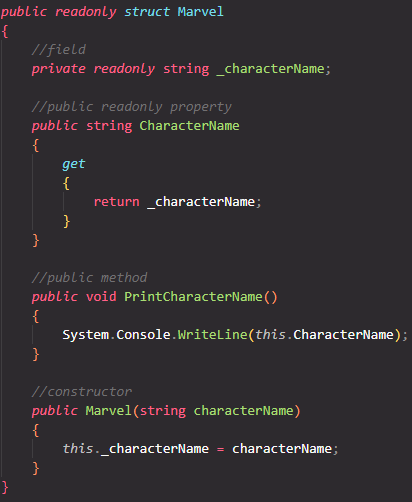 public readonly struct Marvel
{
//field
private readonly string _characterName;
//public readonly property
public string CharacterName
{
get
{
return _characterName;
}
}
//public method
public void PrintCharacterName()
{
System.Console.WriteLine(this.CharacterName);
}
//constructor
public Marvel(string characterName)
{
this._characterName = characterName;
}
}